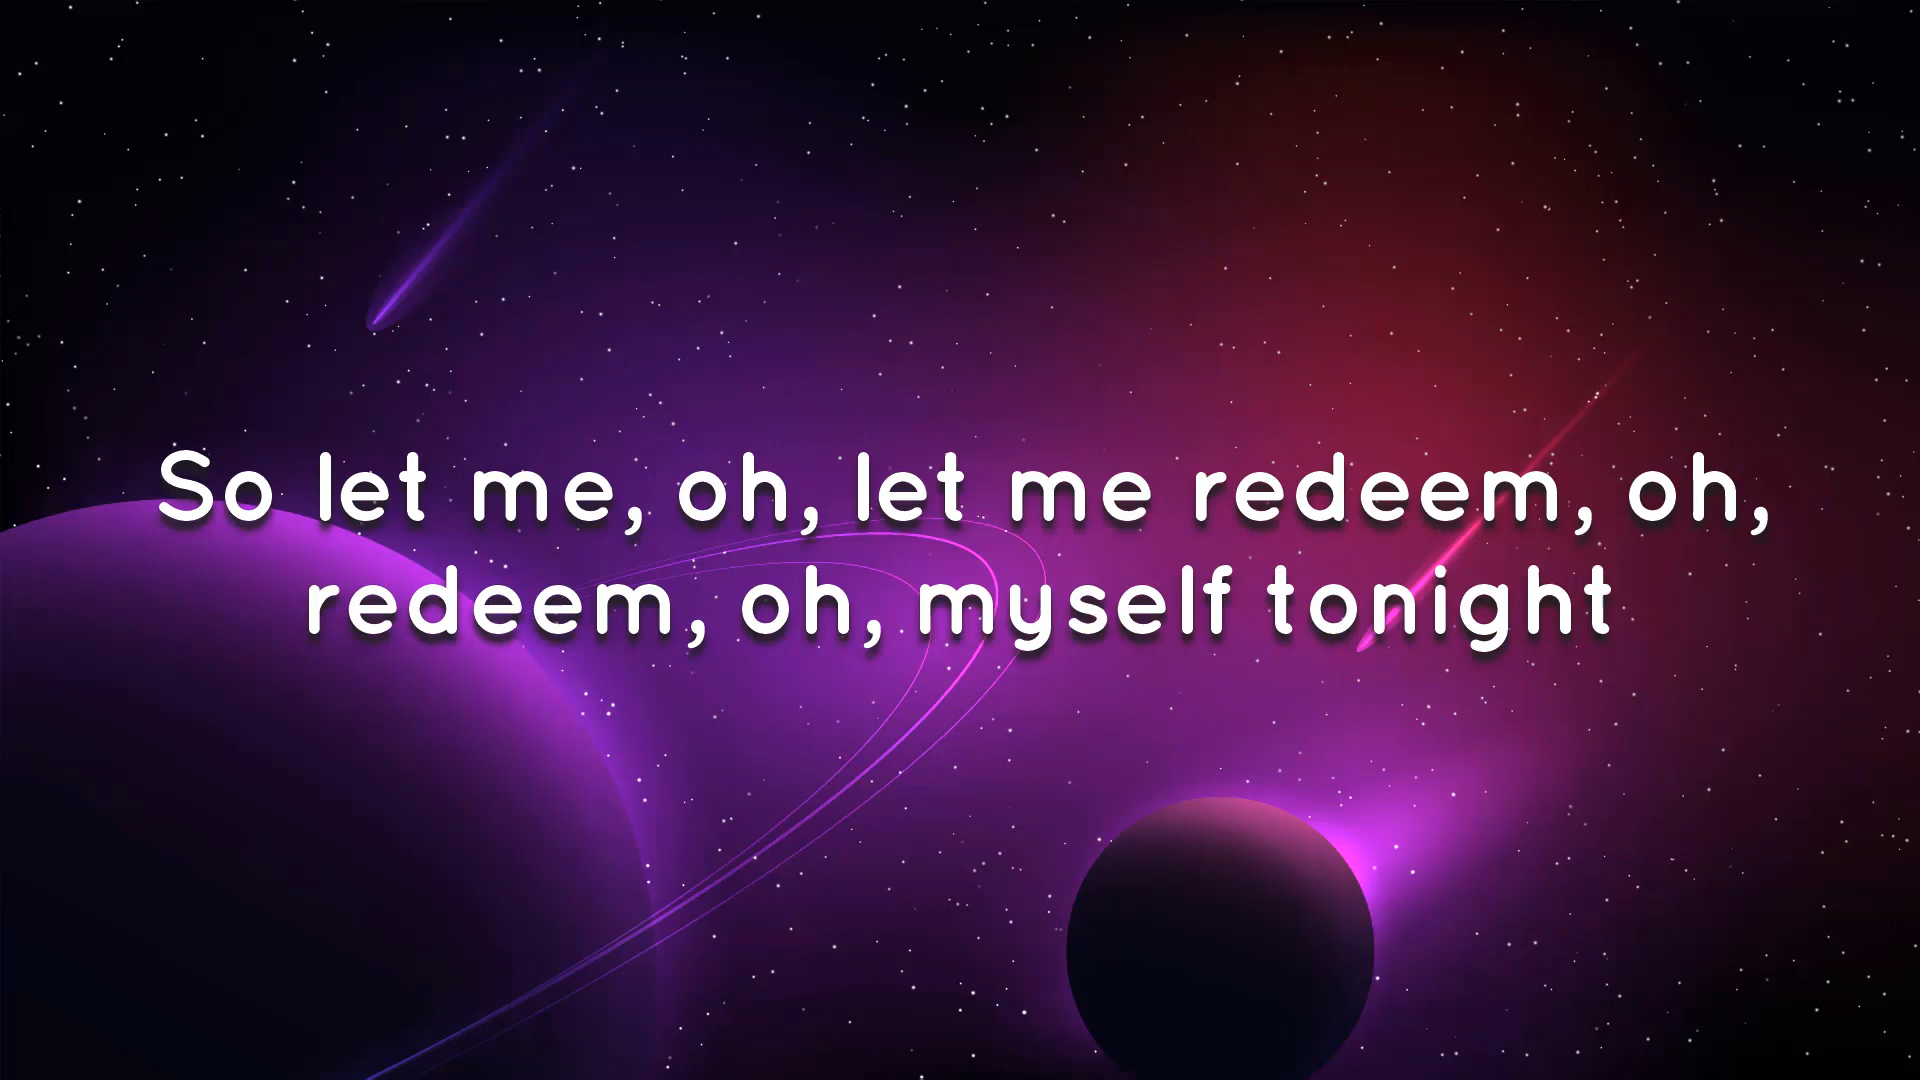 So let me, oh, let me redeem, oh,
redeem, oh, myself tonight